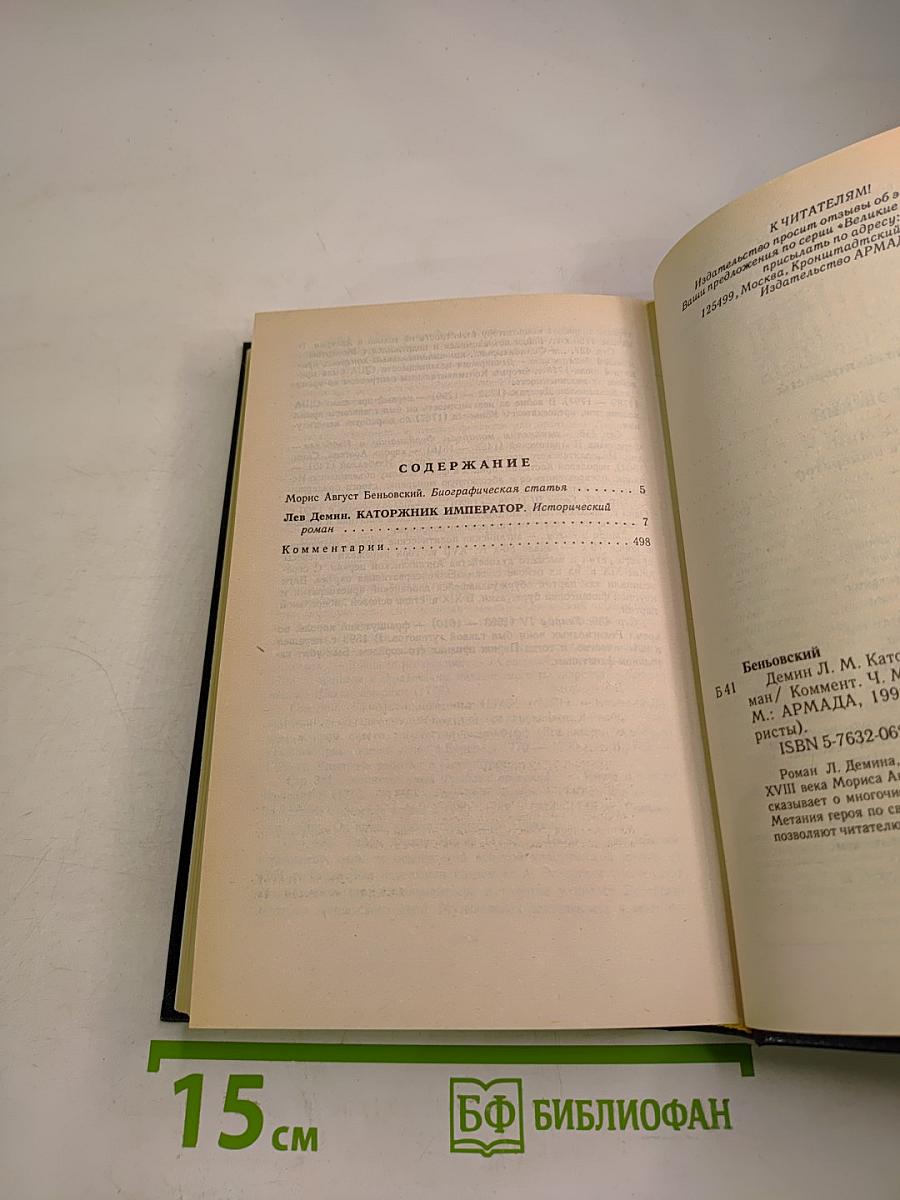 СОДЕРЖАНИЕ
Морис Август Беньовский. Биографическая статья . . . . . . . 5
Лев Демин. КАТОРЖНИК ИМПЕРАТОР. Исторический
роман . . . . . . . . . . . . . . . . . . . . . . . . . . . . . 7
Комментарии. . . . . . . . . . . . . . . . . . . . . . . . . 498
К ЧИТАТЕЛЯМ!
Издательство просит отзывы об э
Ваши предложения по серии «Великие
присылать по адресу:
125499, Москва, Кронштадтский
Издательство АРМАД
Беньовский
Б 41
Демин Л. М. Като
ман/ Коммент. Ч. М
М.: АРМАДА, 199
ристы).
ISBN 5-7632-06
Роман Л. Демина,
XVIII века Мориса Ав
сказывает о многочи
Метания героя по св
позволяют читателю
15 см
БФ БИБЛИОФАН